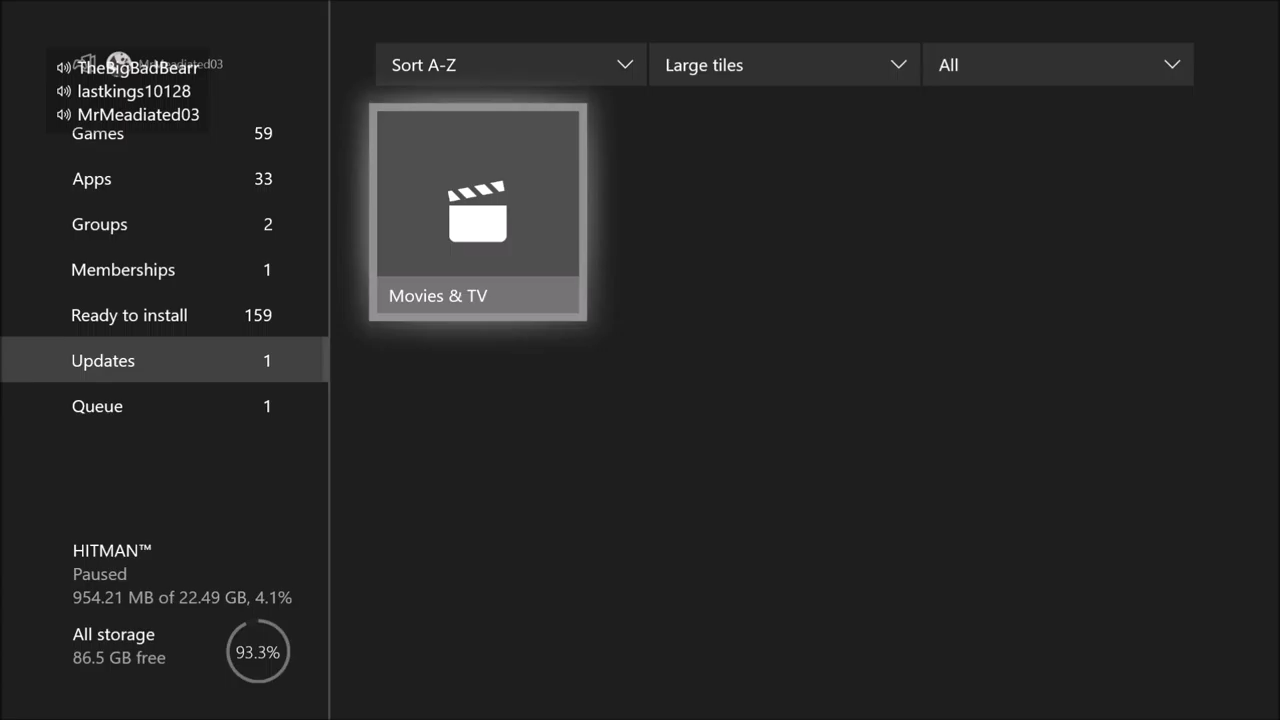 MrMeadiated03
TheBigBadBearr
lastkings10128
MrMeadiated03
Games 59
Apps 33
Groups 2
Memberships 1
Ready to install 159
Updates 1
Queue 1
HITMAN™
Paused
954.21 MB of 22.49 GB, 4.1%
All storage
86.5 GB free
93.3%
Sort A-Z
Large tiles
All
Movies & TV